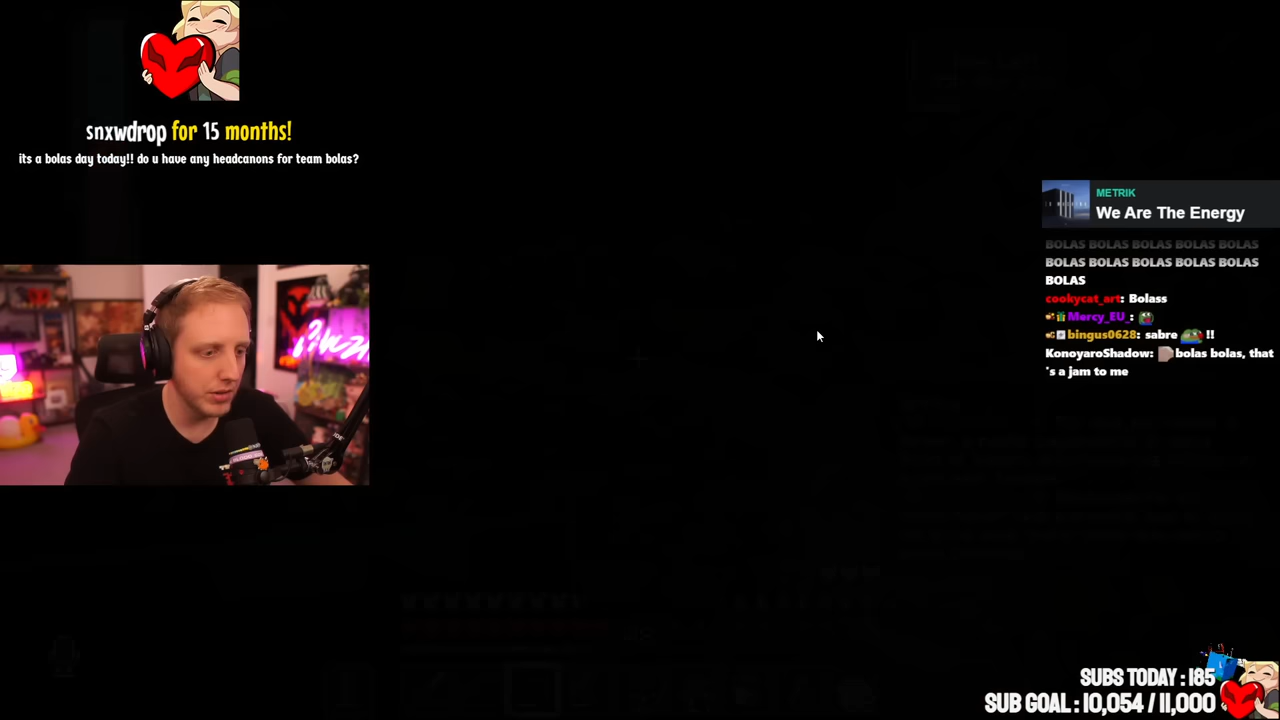 snxwdrop for 15 months!
its a bolas day today!! do u have any headcanons for team bolas?
METRIK
We Are The Energy
BOLAS BOLAS BOLAS BOLAS BOLAS
BOLAS BOLAS BOLAS BOLAS BOLAS
BOLAS
cookycat_art: Bolass
Mercy_EU_:
bingus0628: sabre !!
KonoyaroShadow: bolas bolas, that
's a jam to me
SUBS TODAY : 185
SUB GOAL : 10,054 / 11,000